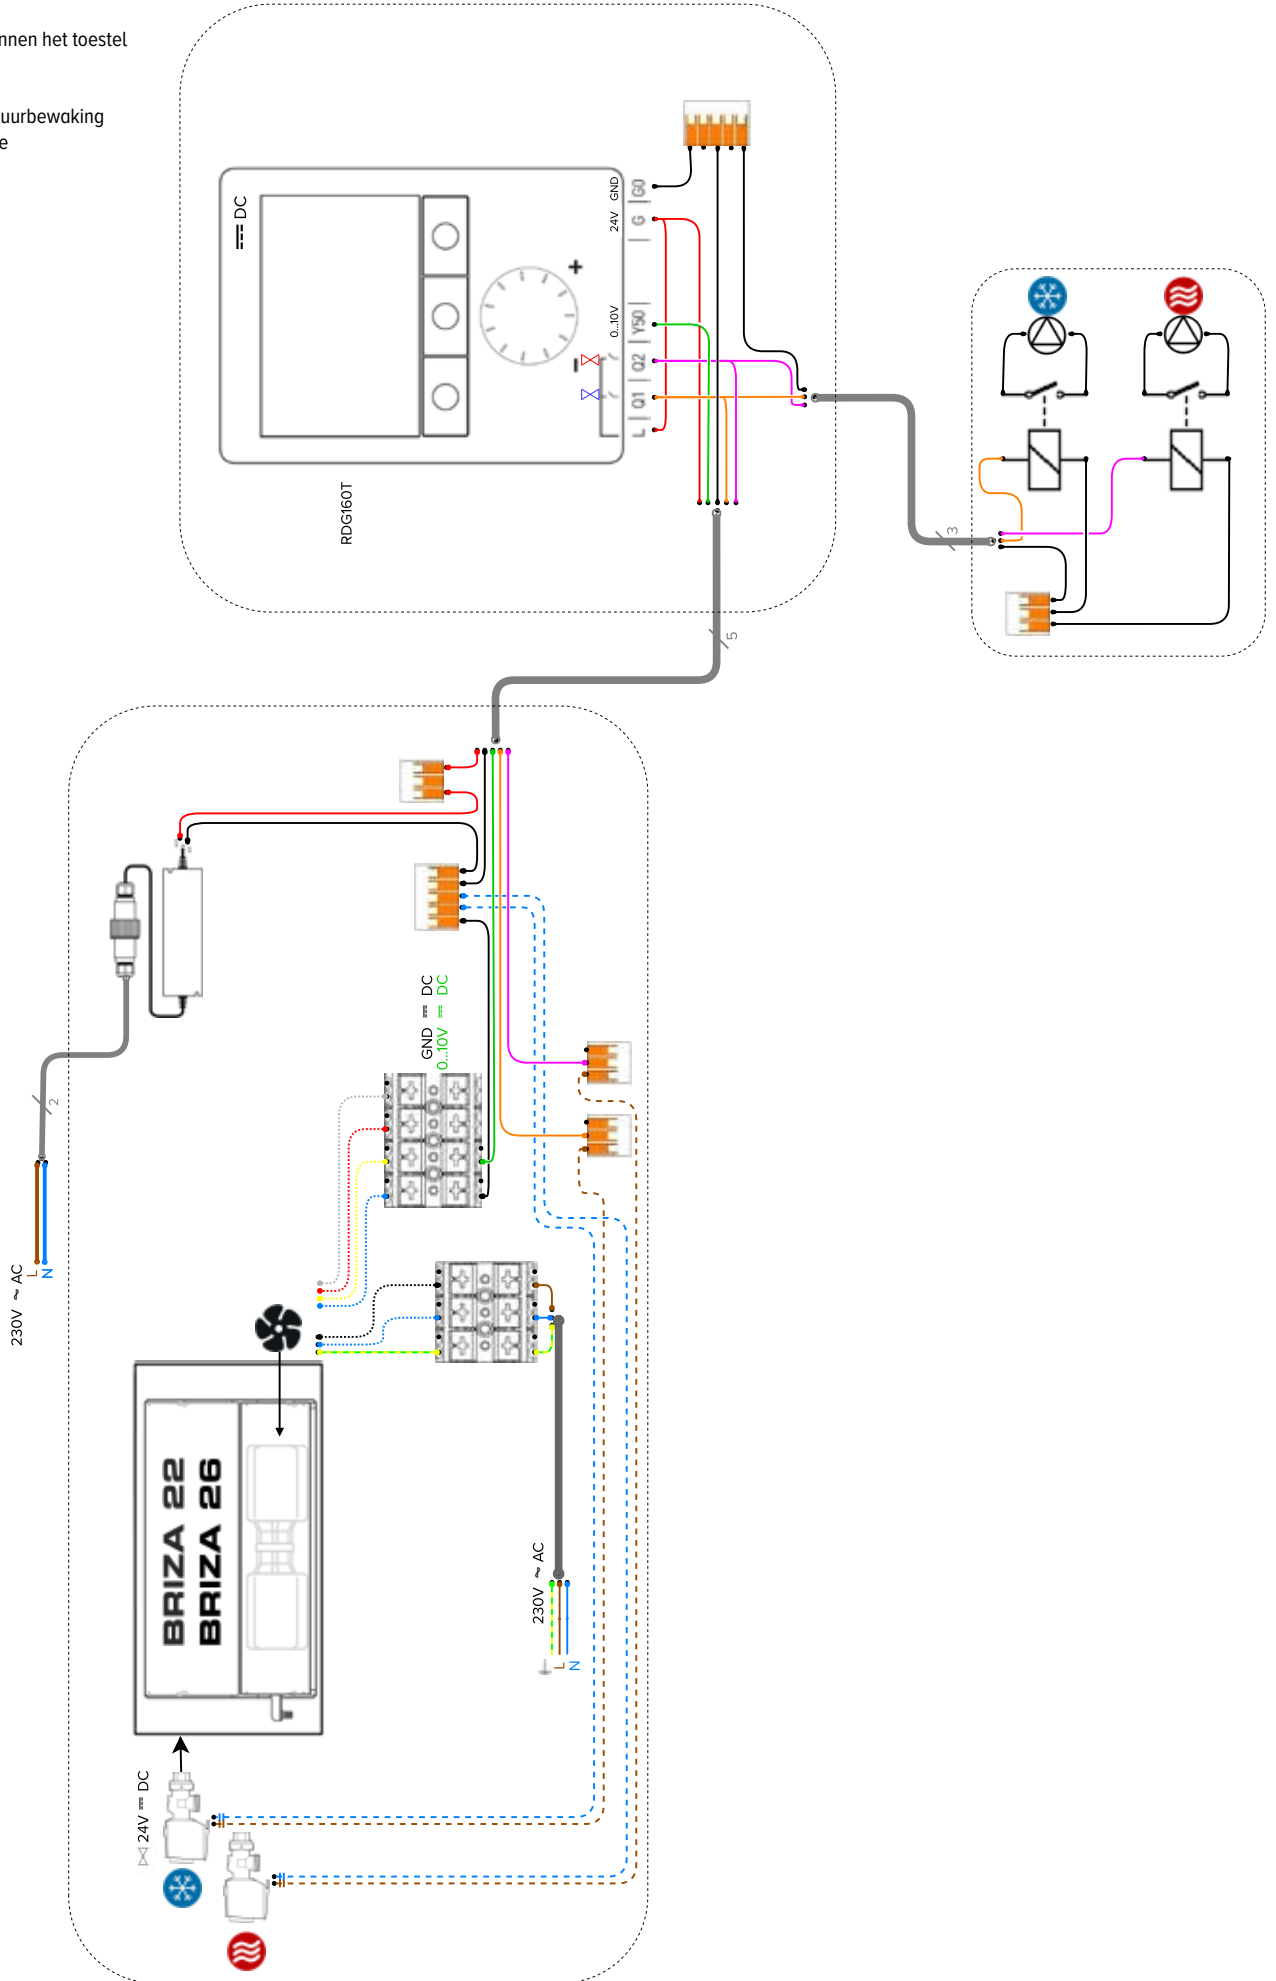 nnen het toestel
uurbewaking
e
DC
RDG160T
GND
24V
0...10V
G0
G
Y50
Q2
Q1
L
+
-
3
5
2
230V ~ AC
L
N
GND DC
0...10V DC
BRIZA 22
BRIZA 26
230V ~ AC
L
N
24V DC